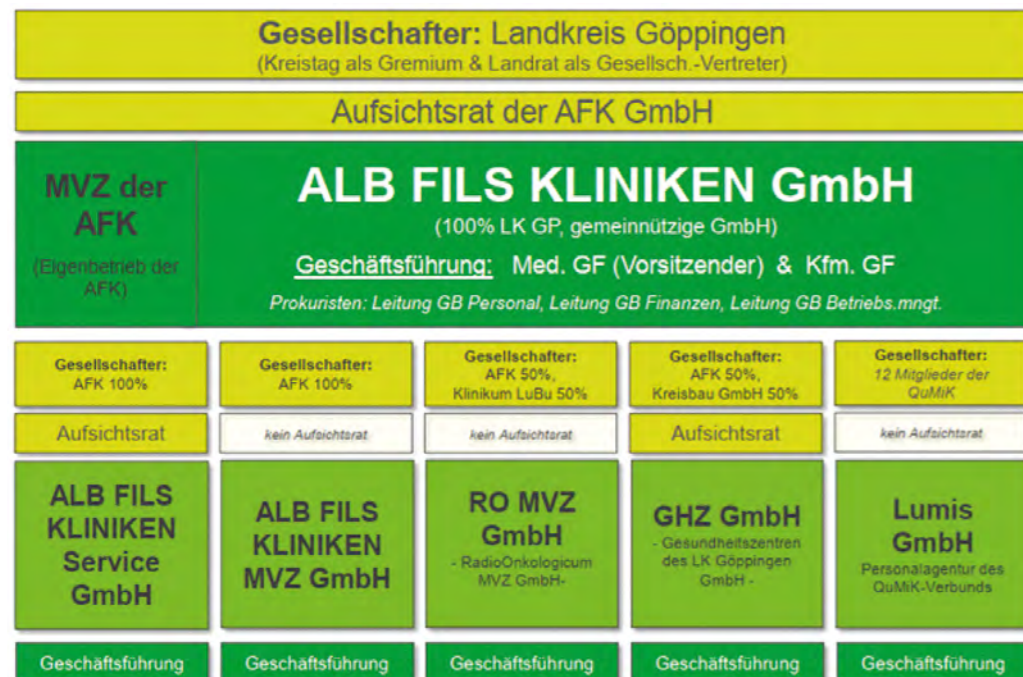 Gesellschafter: Landkreis Göppingen
(Kreistag als Gremium & Landrat als Gesellsch.-Vertreter)
Aufsichtsrat der AFK GmbH
MVZ der
AFK
(Eigenbetrieb der
AFK)
ALB FILS KLINIKEN GmbH
(100% LK GP, gemeinnützige GmbH)
Geschäftsführung: Med. GF (Vorsitzender) & Kfm. GF
Prokuristen: Leitung GB Personal, Leitung GB Finanzen, Leitung GB Betriebs.mngt.
Gesellschafter:
AFK 100%
Gesellschafter:
AFK 100%
Gesellschafter:
AFK 50%,
Klinikum LuBu 50%
Gesellschafter:
AFK 50%,
Kreisbau GmbH 50%
Gesellschafter:
12 Mitglieder der
QuMiK
Aufsichtsrat
kein Aufsichtsrat
kein Aufsichtsrat
Aufsichtsrat
kein Aufsichtsrat
ALB FILS
KLINIKEN
Service
GmbH
ALB FILS
KLINIKEN
MVZ GmbH
RO MVZ
GmbH
- RadioOnkologicum
MVZ GmbH-
GHZ GmbH
- Gesundheitszentren
des LK Göppingen
GmbH -
Lumis
GmbH
Personalagentur des
QuMiK-Verbunds
Geschäftsführung
Geschäftsführung
Geschäftsführung
Geschäftsführung
Geschäftsführung